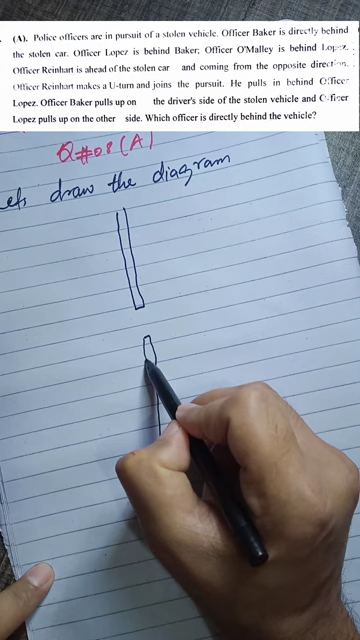 (A). Police officers are in pursuit of a stolen vehicle. Officer Baker is directly behind
the stolen car. Officer Lopez is behind Baker; Officer O'Malley is behind Lopez.
Officer Reinhart is ahead of the stolen car and coming from the opposite direction.
Officer Reinhart makes a U-turn and joins the pursuit. He pulls in behind Officer
Lopez. Officer Baker pulls up on the driver's side of the stolen vehicle and Officer
Lopez pulls up on the other side. Which officer is directly behind the vehicle?
Q#08 (A)
ets draw the diagram